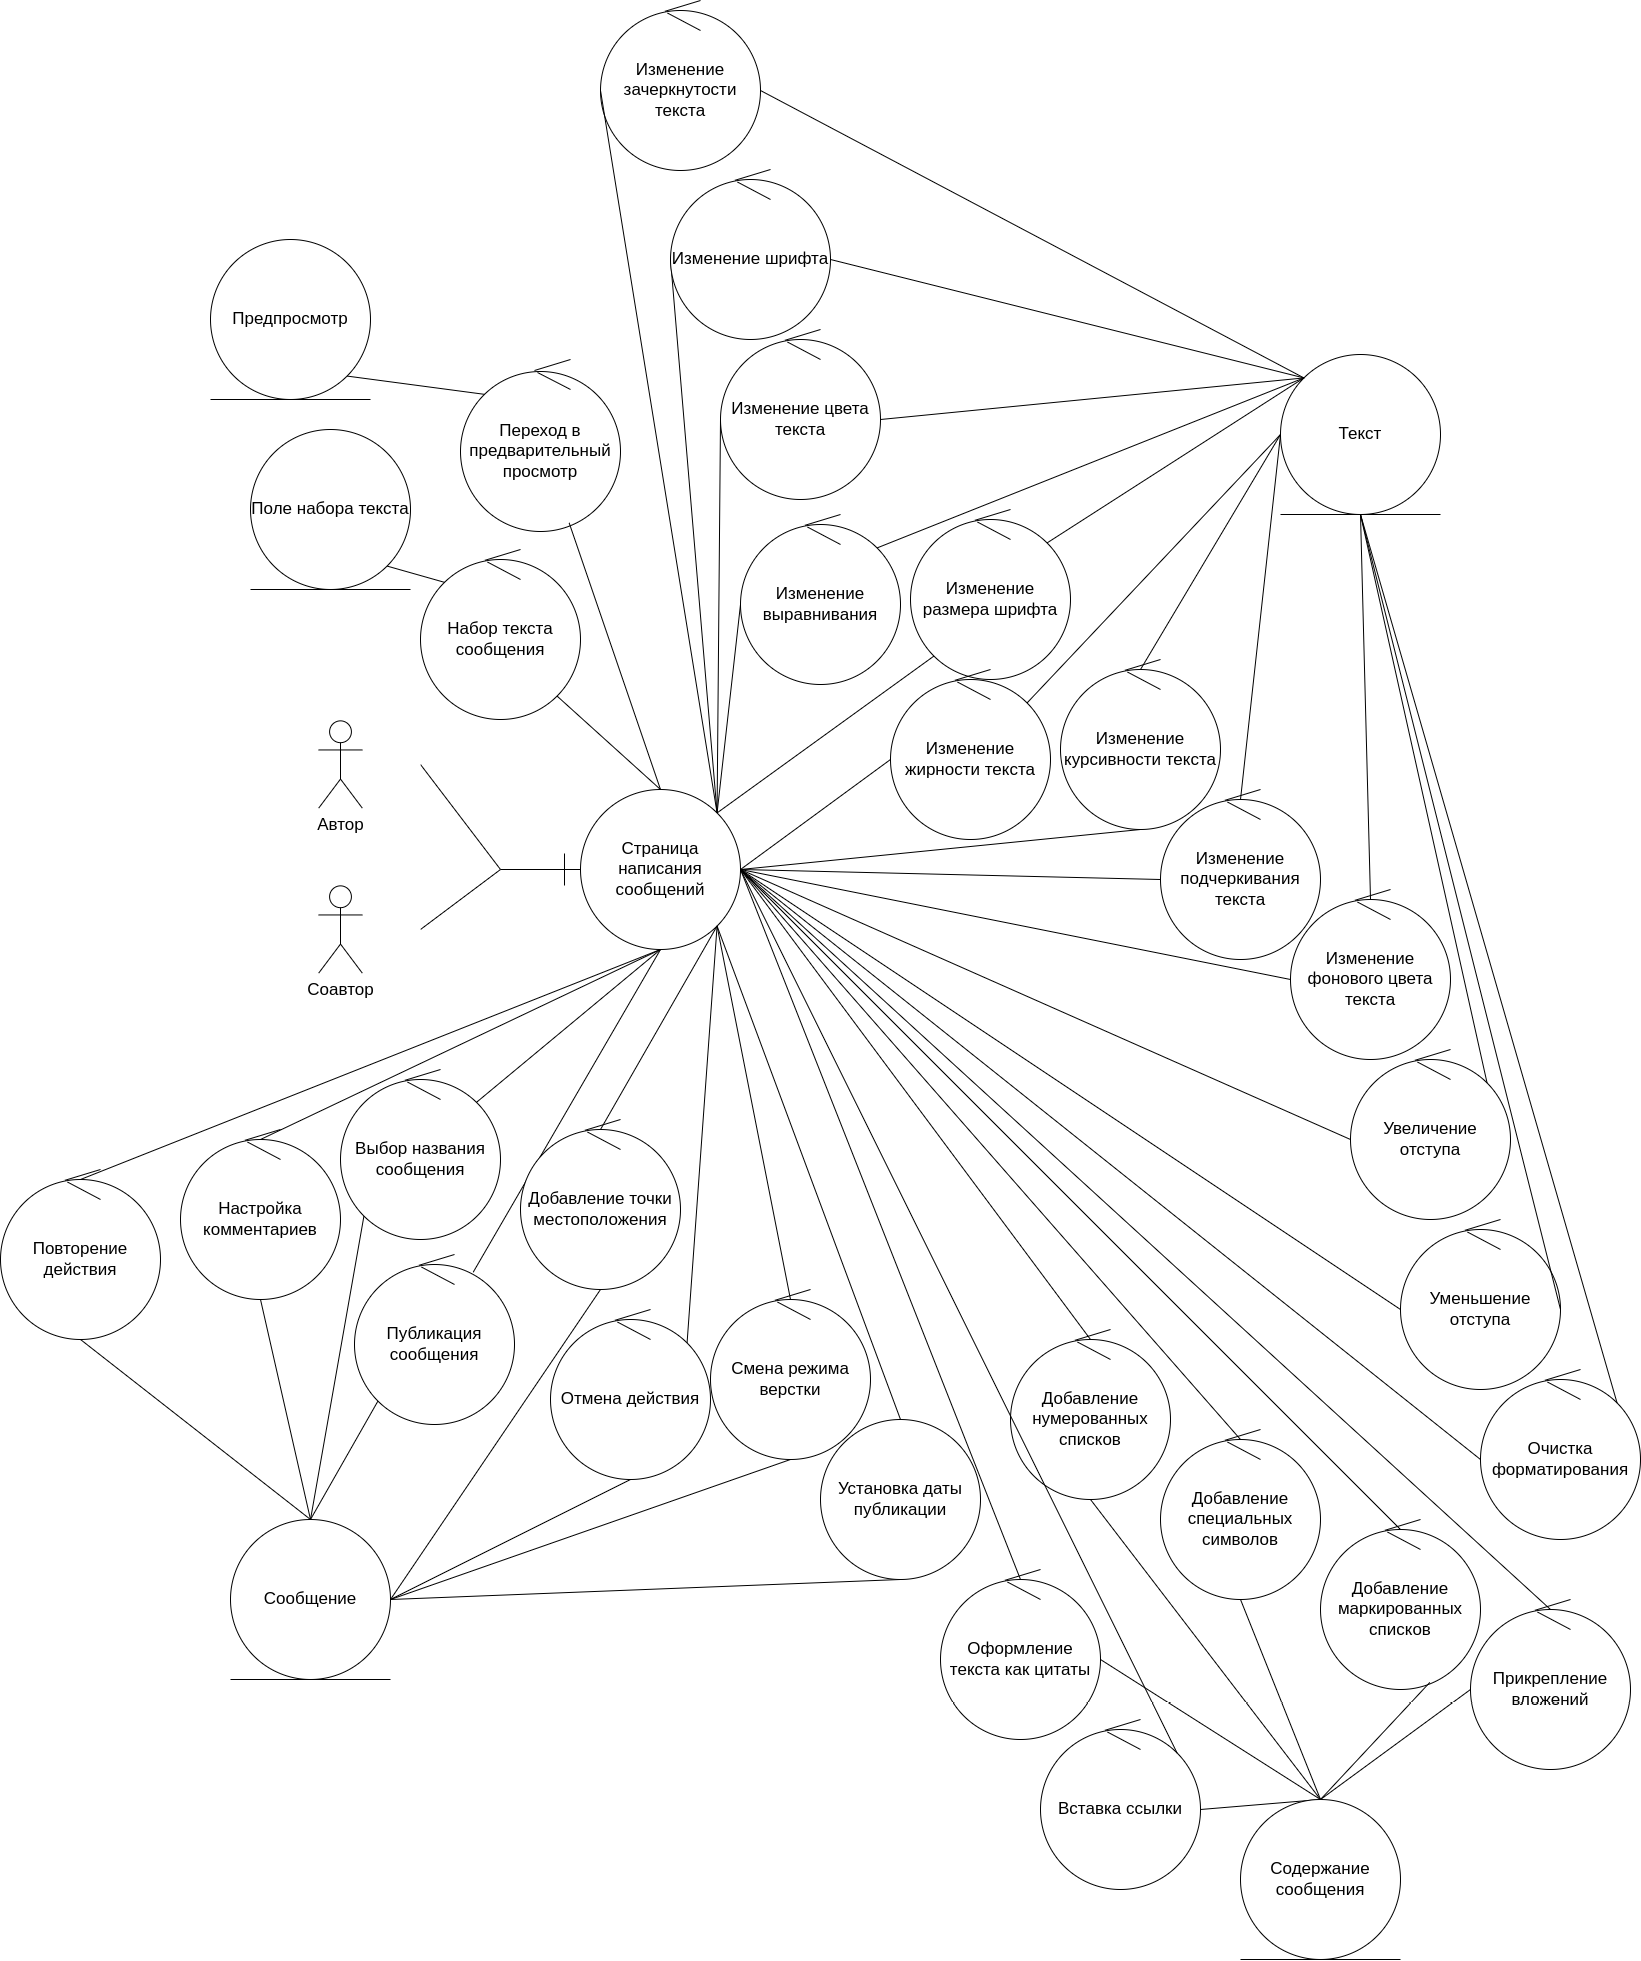 Изменение
зачеркнутости
текста
Изменение шрифта
Предпросмотр
Изменение цвета
текста
Текст
Переход в
предварительный
просмотр
Поле набора текста
Изменение
выравнивания
Изменение
размера шрифта
Набор текста
сообщения
Изменение
жирности текста
Изменение
курсивности текста
Автор
Страница
написания
сообщений
Изменение
подчеркивания
текста
Соавтор
Изменение
фонового цвета
текста
Увеличение
отступа
Выбор названия
сообщения
Добавление точки
местоположения
Настройка
комментариев
Повторение
действия
Уменьшение
отступа
Публикация
сообщения
Отмена действия
Смена режима
верстки
Добавление
нумерованных
списков
Очистка
форматирования
Установка даты
публикации
Добавление
специальных
символов
Сообщение
Добавление
маркированных
списков
Оформление
текста как цитаты
Прикрепление
вложений
Вставка ссылки
Содержание
сообщения